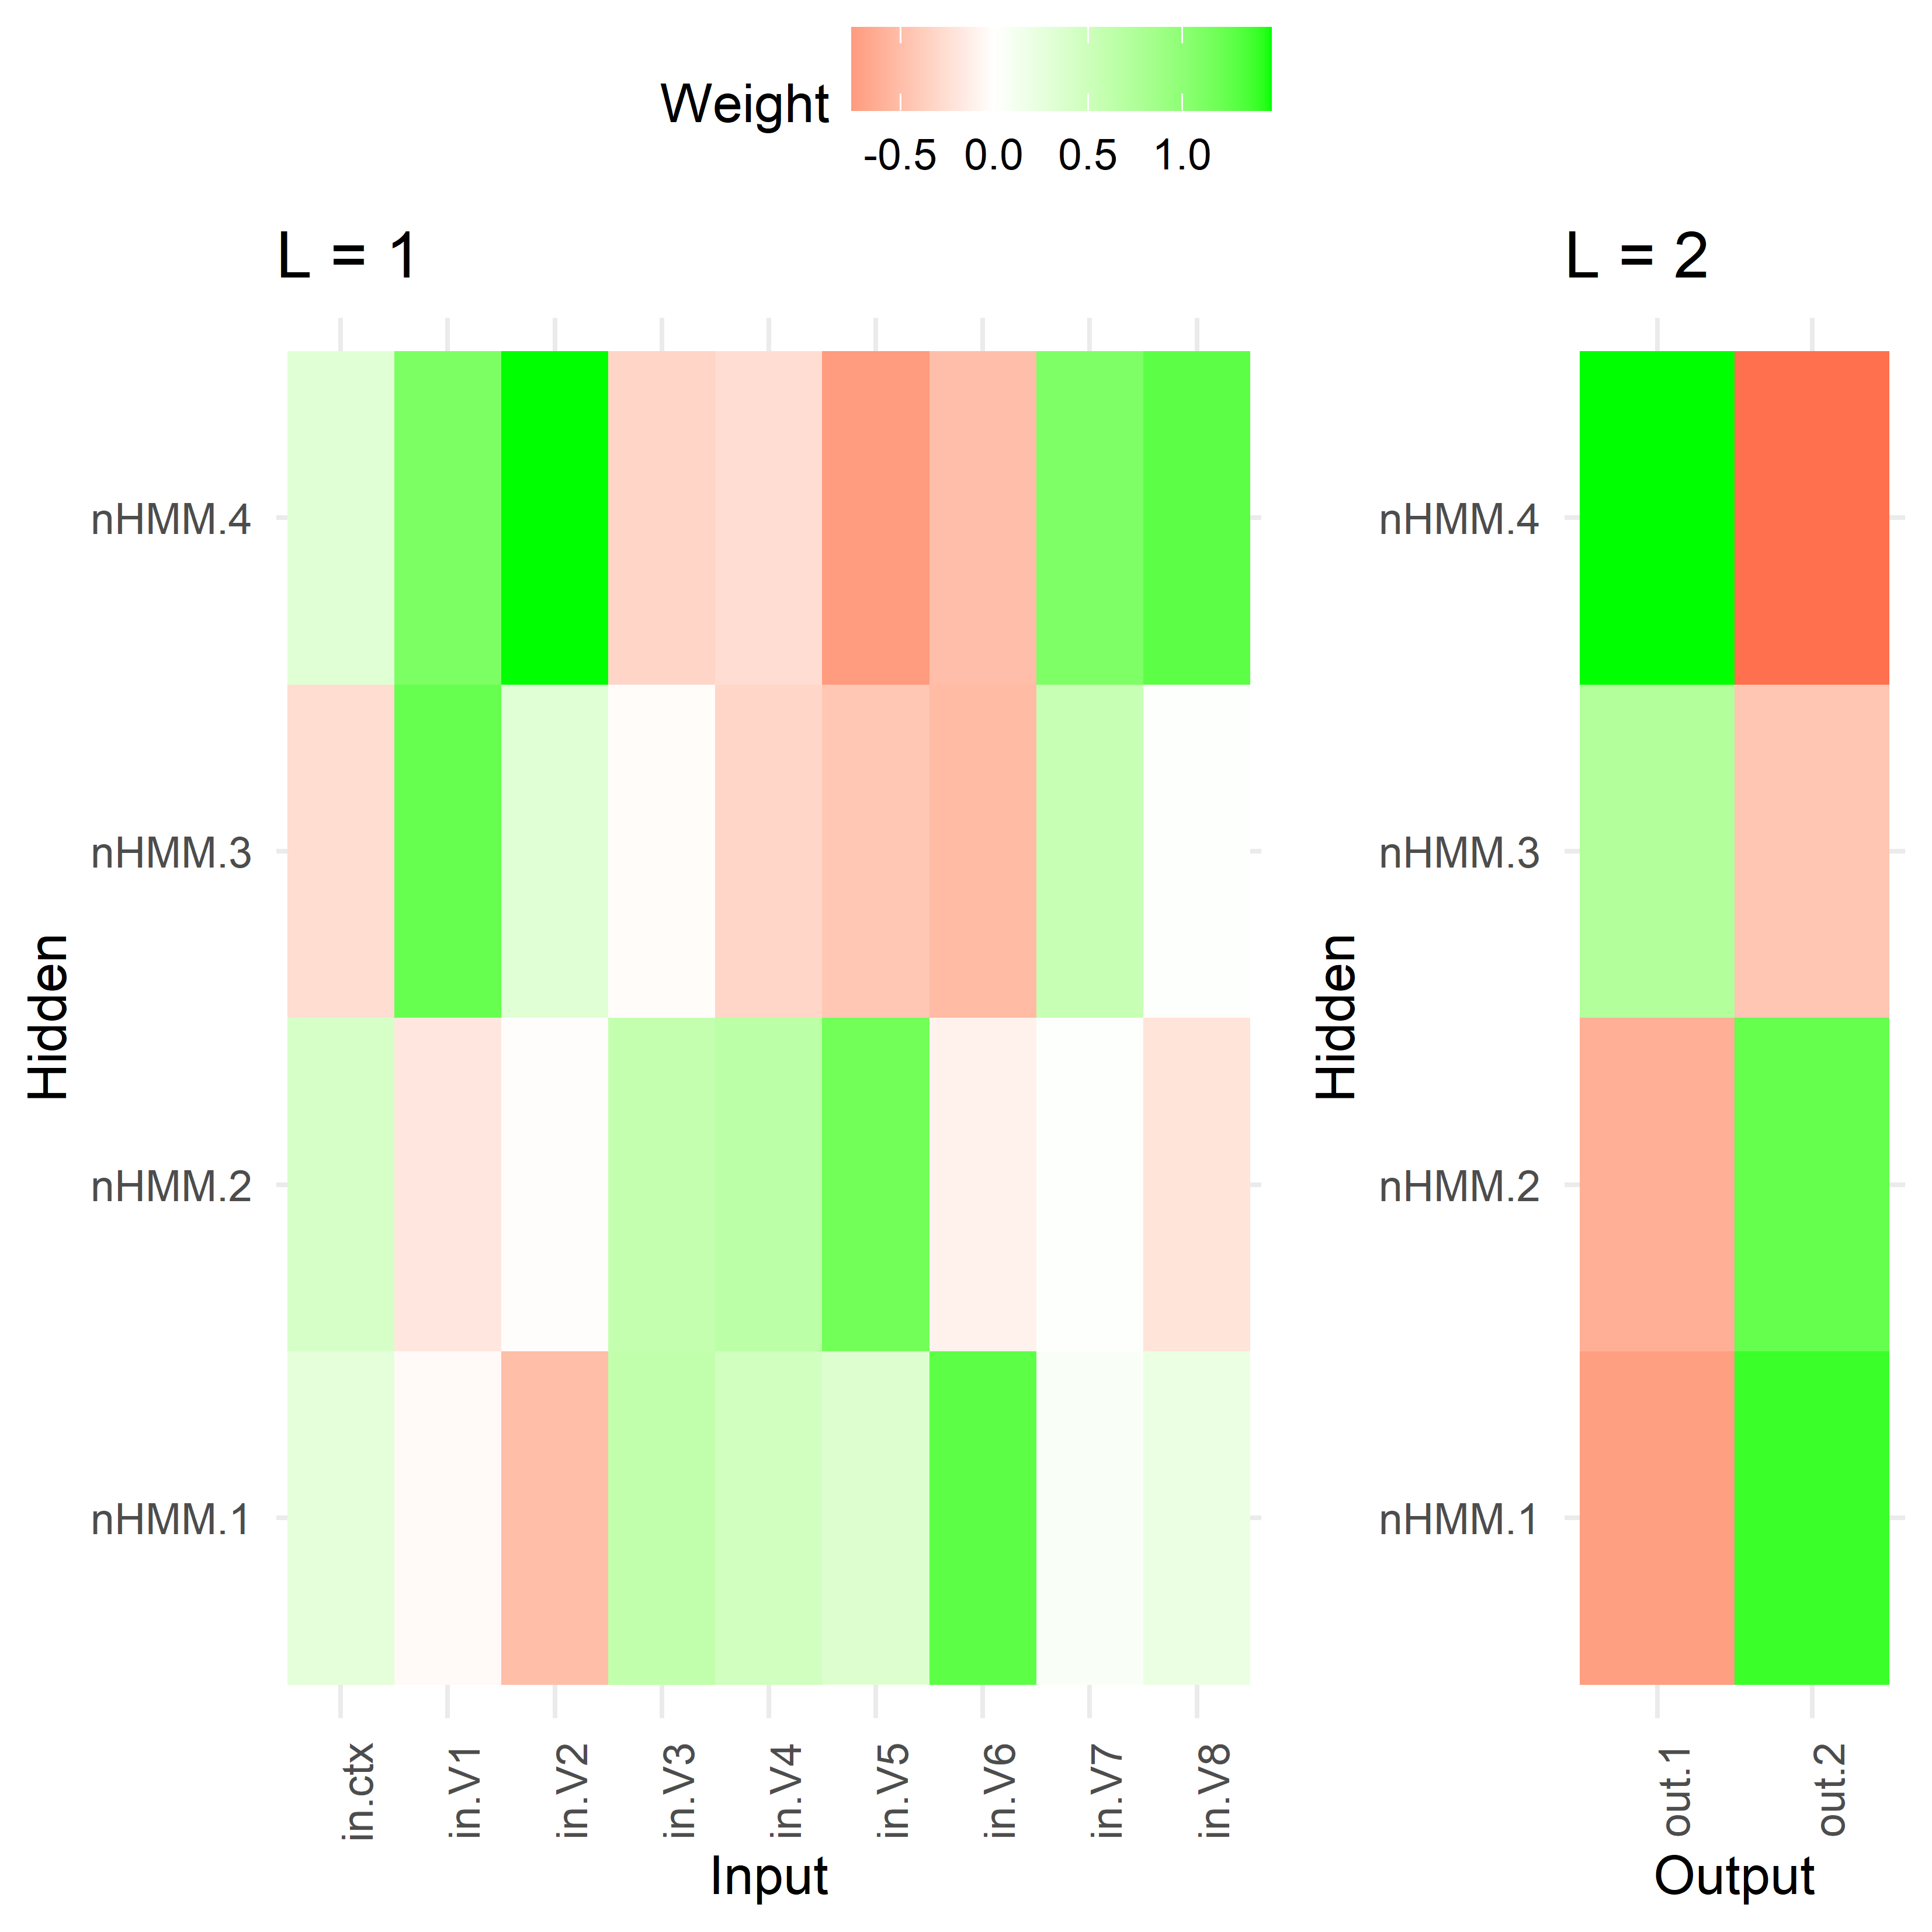 Weight
-0.5 0.0 0.5 1.0
L = 1
nHMM.4
nHMM.3
nHMM.2
nHMM.1
Hidden
in.ctx in.V1 in.V2 in.V3 in.V4 in.V5 in.V6 in.V7 in.V8
Input
L = 2
nHMM.4
nHMM.3
nHMM.2
nHMM.1
Hidden
out.1 out.2
Output